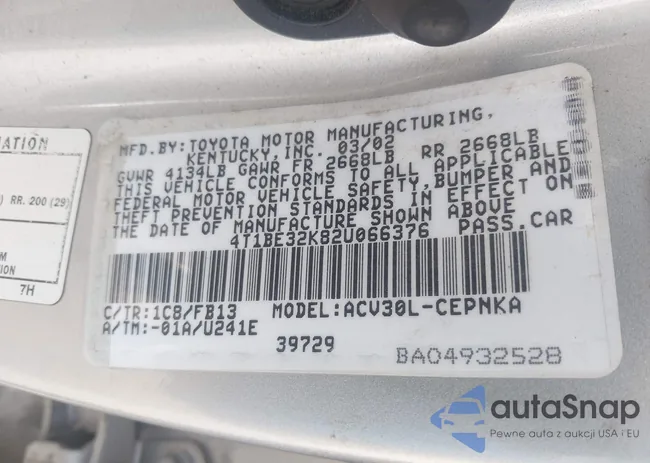 MFD.BY:TOYOTA MOTOR MANUFACTURING,
KENTUCKY,INC. 03/02
GVWR 4134LB GAWR FR 2668LB RR 2668LB
THIS VEHICLE CONFORMS TO ALL APPLICABLE
FEDERAL MOTOR VEHICLE SAFETY,BUMPER AND
THEFT PREVENTION STANDARDS IN EFFECT ON
THE DATE OF MANUFACTURE SHOWN ABOVE.
4T1BE32K82U066376 PASS.CAR
C/TR:1C8/FB13 MODEL:ACV30L-CEPNKA
A/TM:-01A/U241E
39729
BA04932528
RR. 200 (29)
7H
autaSnap
Pewne auta z aukcji USA i EU